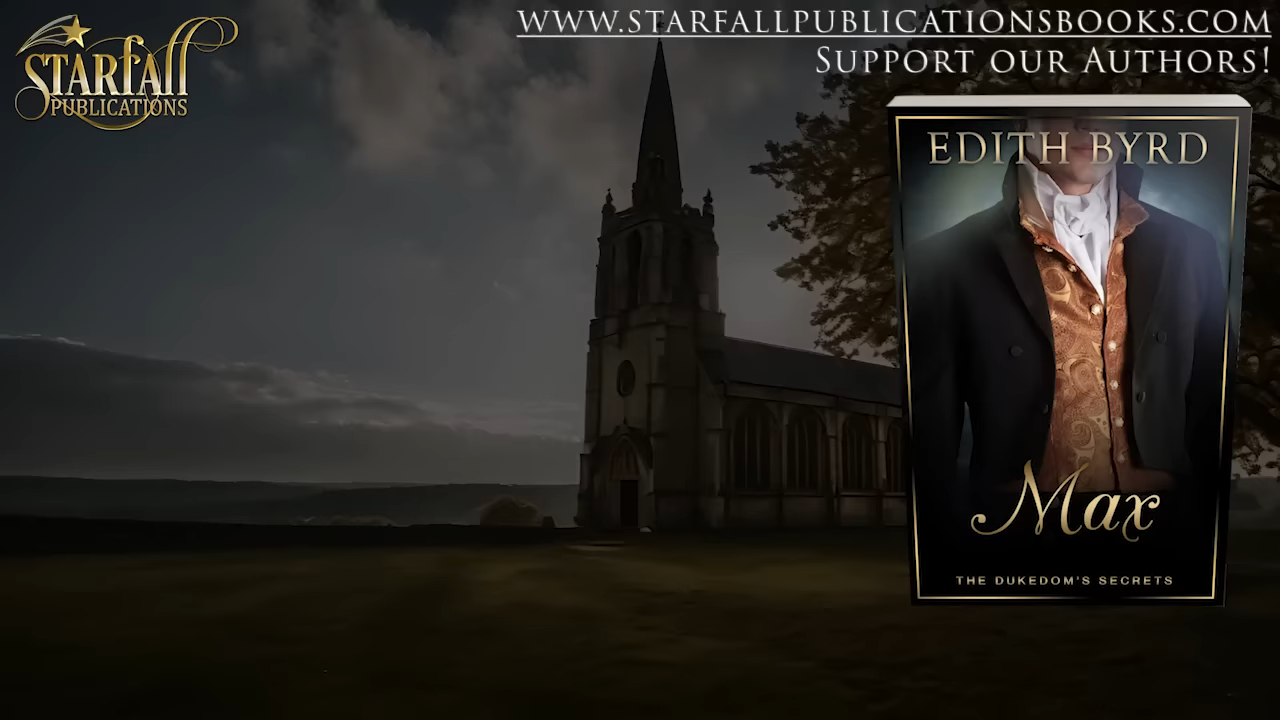 STARfall
PUBLICATIONS
WWW.STARFALLPUBLICATIONSBOOKS.COM
SUPPORT OUR AUTHORS!
EDITH BYRD
Max
THE DUKEDOM'S SECRETS